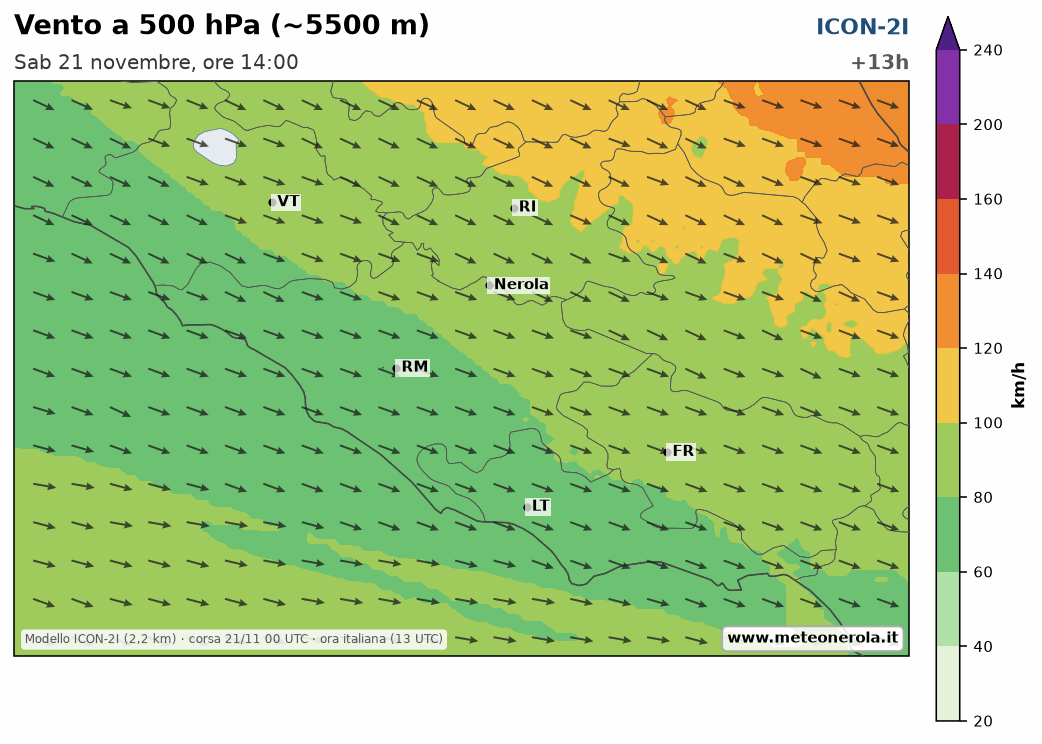 Vento a 500 hPa (~5500 m)
ICON-2I
Sab 21 novembre, ore 14:00
+13h
240
200
160
140
120
100
80
60
40
20
km/h
VT
RI
Nerola
RM
FR
LT
Modello ICON-2I (2,2 km) · corsa 21/11 00 UTC · ora italiana (13 UTC)
www.meteonerola.it